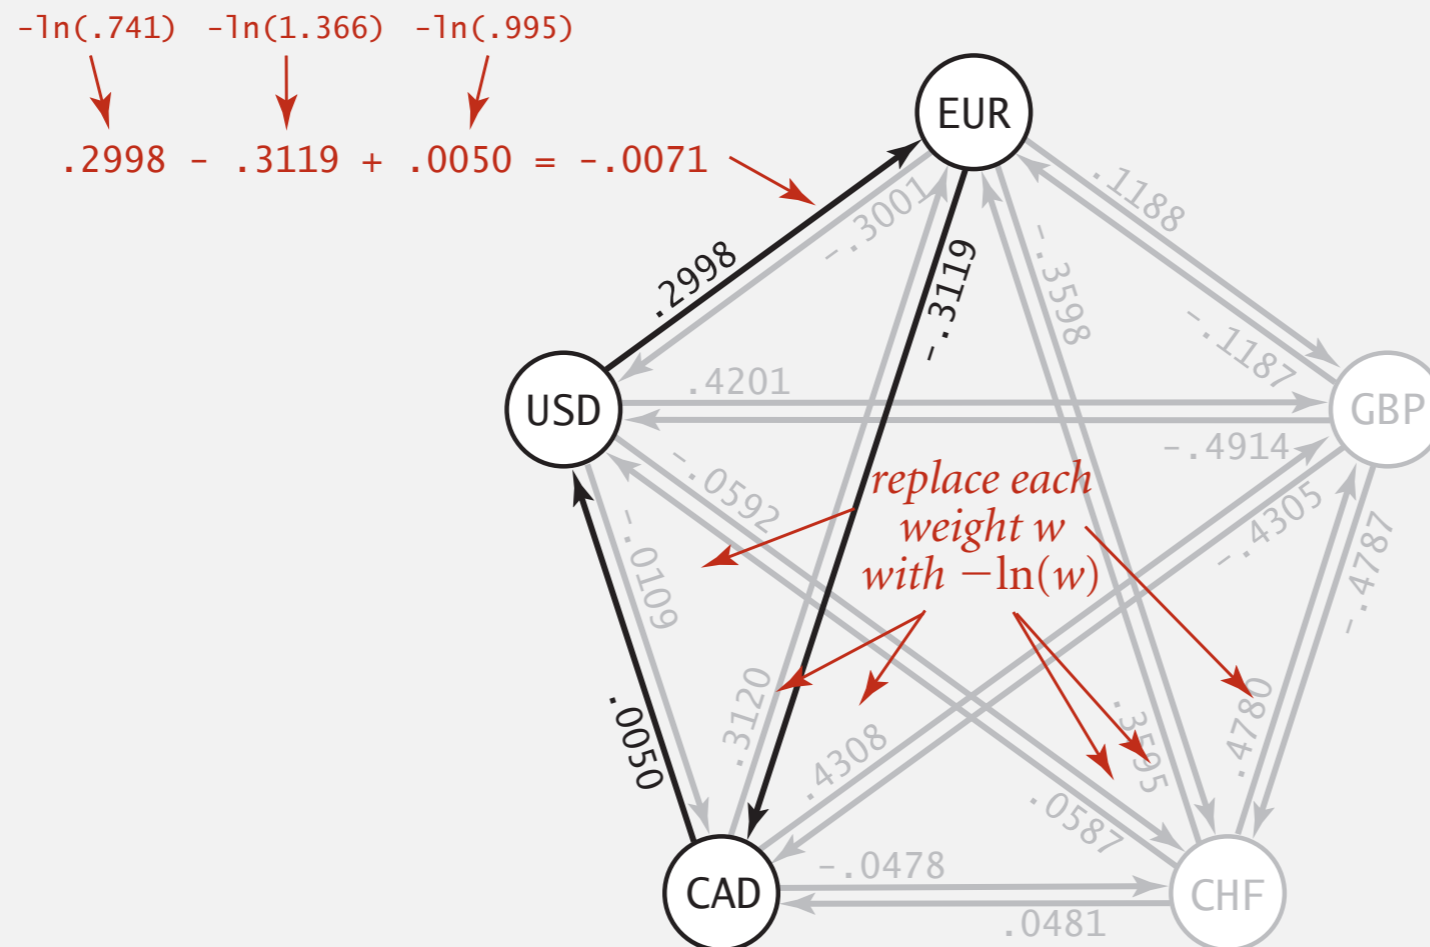 -ln(.741) -ln(1.366) -ln(.995)
.2998 - .3119 + .0050 = -.0071
EUR
.1188
-.3001
.2998
-.3119
-.3598
-.1187
.4201
USD
GBP
-.4914
-.0592
replace each
weight w
with −ln(w)
-.4305
-.4787
-.0109
.3120
.0050
.4308
.3595
.4780
.0587
-.0478
CAD
CHF
.0481